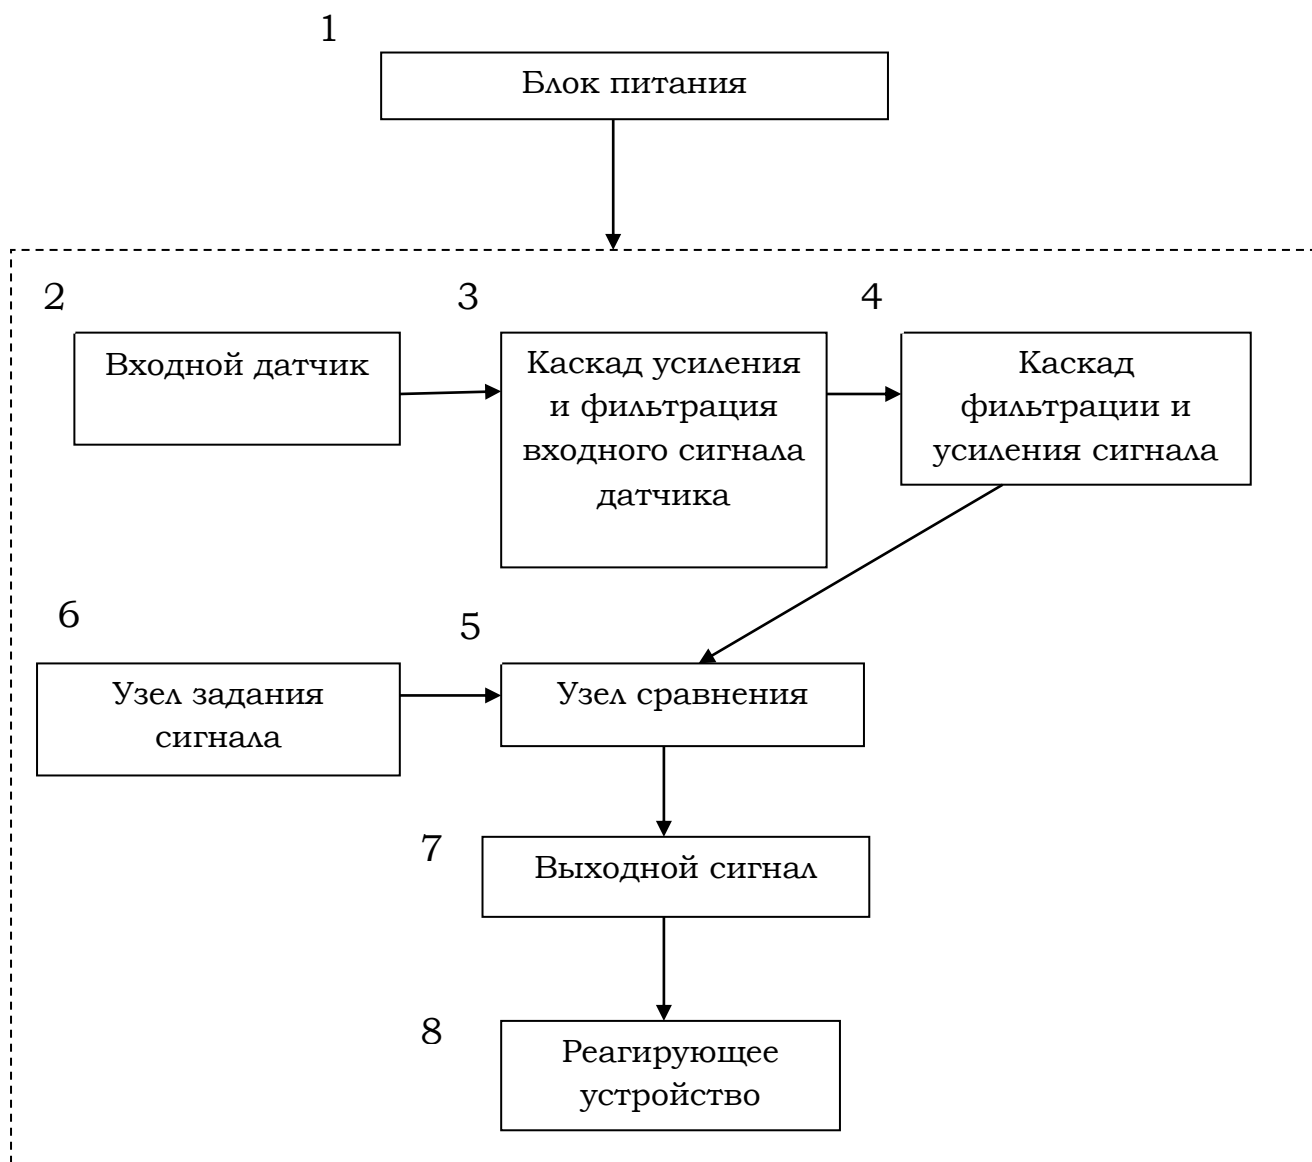 1
Блок питания
2
Входной датчик
3
Каскад усиления
и фильтрация
входного сигнала
датчика
4
Каскад
фильтрации и
усиления сигнала
6
Узел задания
сигнала
5
Узел сравнения
7
Выходной сигнал
8
Реагирующее
устройство